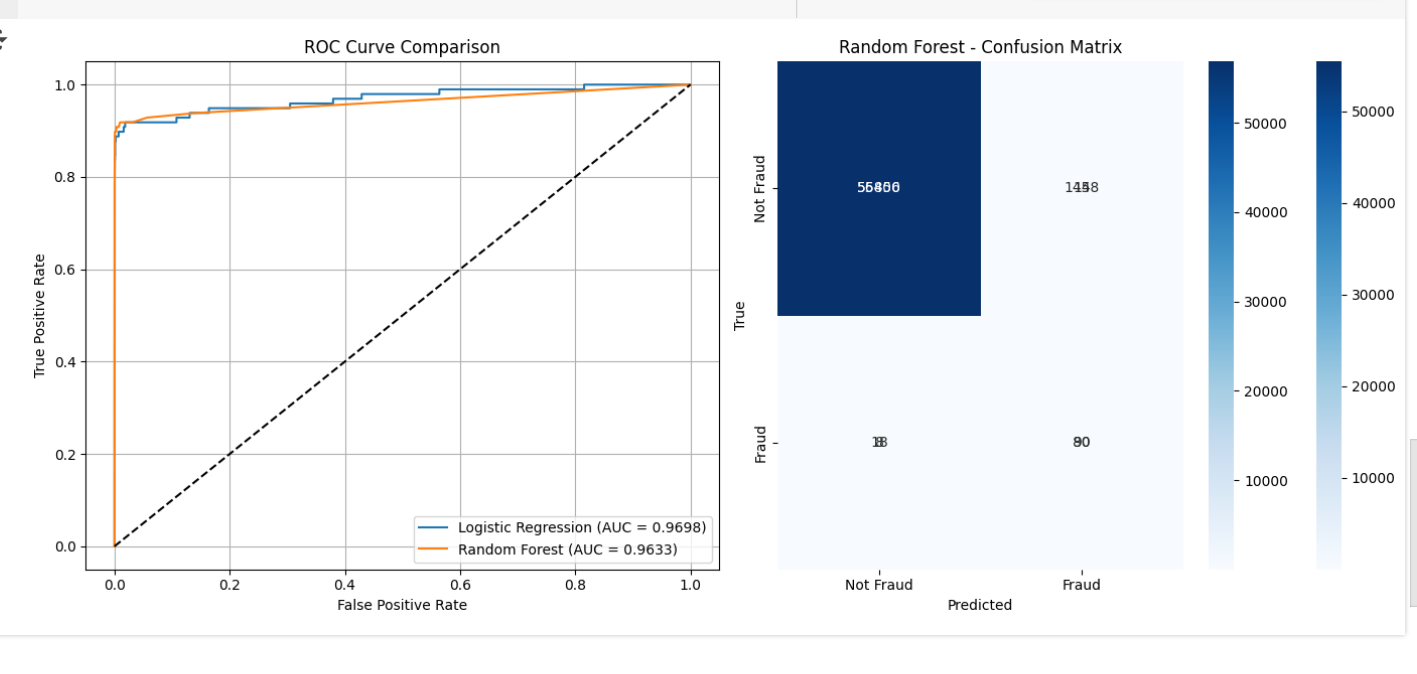 ROC Curve Comparison
1.0
0.8
0.6
0.4
0.2
0.0
True Positive Rate
0.0 0.2 0.4 0.6 0.8 1.0
False Positive Rate
Logistic Regression (AUC = 0.9698)
Random Forest (AUC = 0.9633)
Random Forest - Confusion Matrix
Not Fraud
Fraud
True
Not Fraud Fraud
Predicted
50000
40000
30000
20000
10000
50000
40000
30000
20000
10000